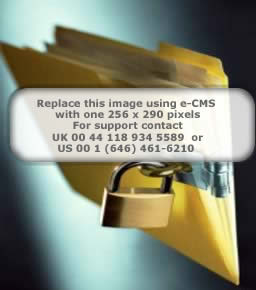 Replace this image using e-CMS
with one 256 x 290 pixels
For support contact
UK 00 44 118 934 5589 or
US 00 1 (646) 461-6210